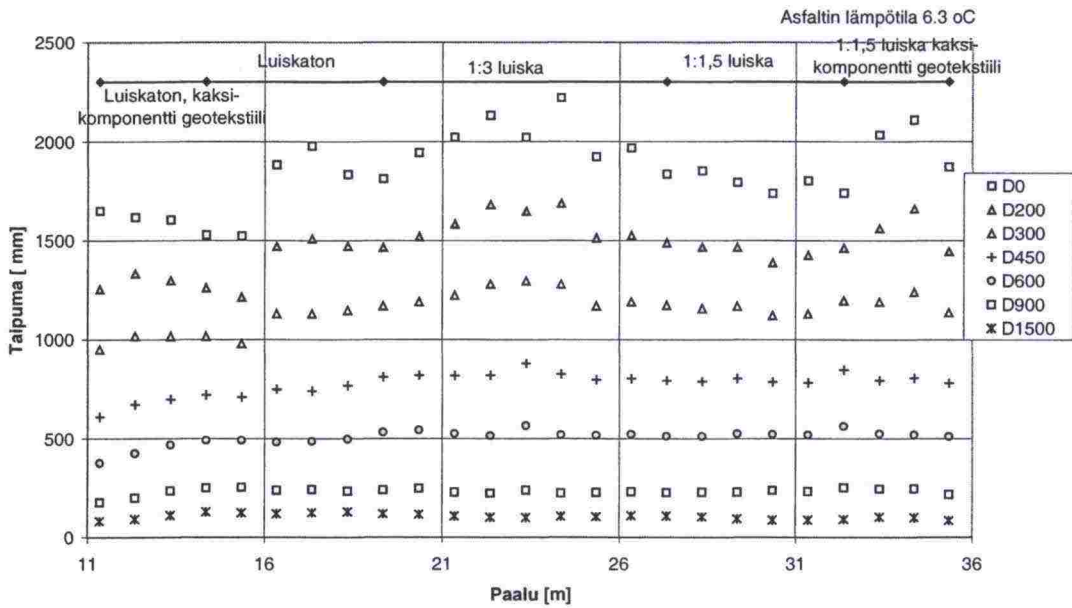 Asfaltin lämpötila 6.3 oC
2500
2000
1500
1000
500
0
Taipuma [ mm]
Luiskaton, kaksi-
komponentti geotekstiili
Luiskaton
1:3 luiska
1:1,5 luiska
1:1,5 luiska kaksi-
komponentti geotekstiili
D0
D200
D300
D450
D600
D900
D1500
11
16
21
26
31
36
Paalu [m]